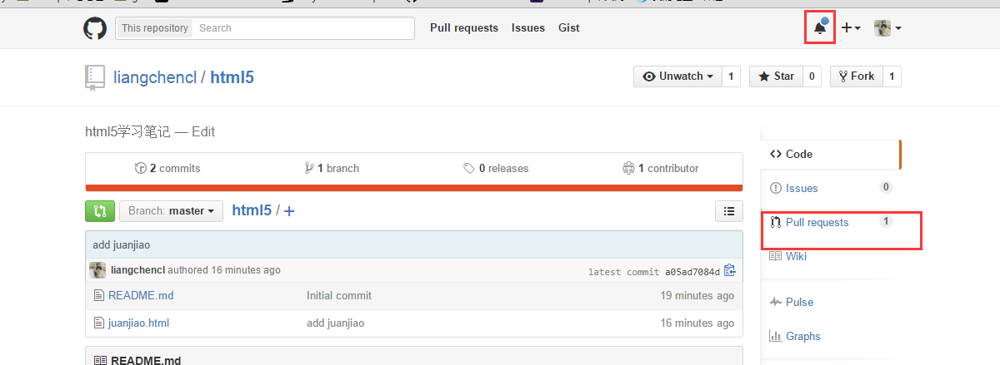 This repository Search Pull requests Issues Gist
liangchencl / html5 Unwatch 1 Star 0 Fork 1
html5学习笔记 — Edit
Code
2 commits 1 branch 0 releases 1 contributor
Issues 0
Branch: master html5 / +
Pull requests 1
add juanjiao
Wiki
liangchencl authored 16 minutes ago latest commit a05ad7084d
README.md Initial commit 19 minutes ago
Pulse
juanjiao.html add juanjiao 16 minutes ago
Graphs
README.md